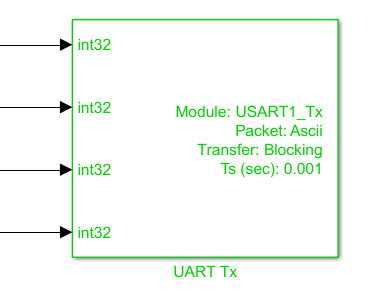 int32
int32
int32
int32
Module: USART1_Tx
Packet: Ascii
Transfer: Blocking
Ts (sec): 0.001
UART Tx